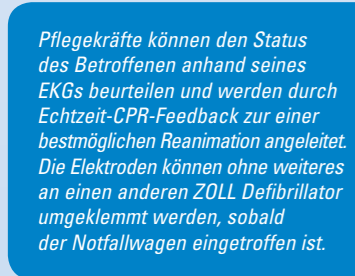 Pflegekräfte können den Status
des Betroffenen anhand seines
EKGs beurteilen und werden durch
Echtzeit-CPR-Feedback zur einer
bestmöglichen Reanimation angeleitet.
Die Elektroden können ohne weiteres
an einen anderen ZOLL Defibrillator
umgeklemmt werden, sobald
der Notfallwagen eingetroffen ist.